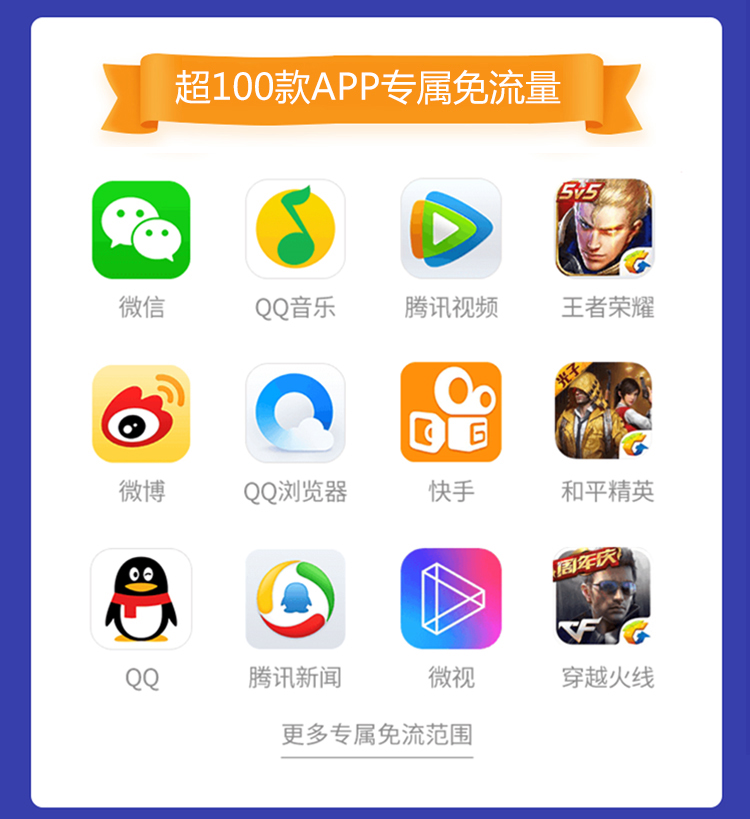 超100款APP专属免流量
5v5
微信
QQ音乐
腾讯视频
王者荣耀
光子
微博
QQ浏览器
快手
和平精英
周年庆
CF
QQ
腾讯新闻
微视
穿越火线
更多专属免流范围